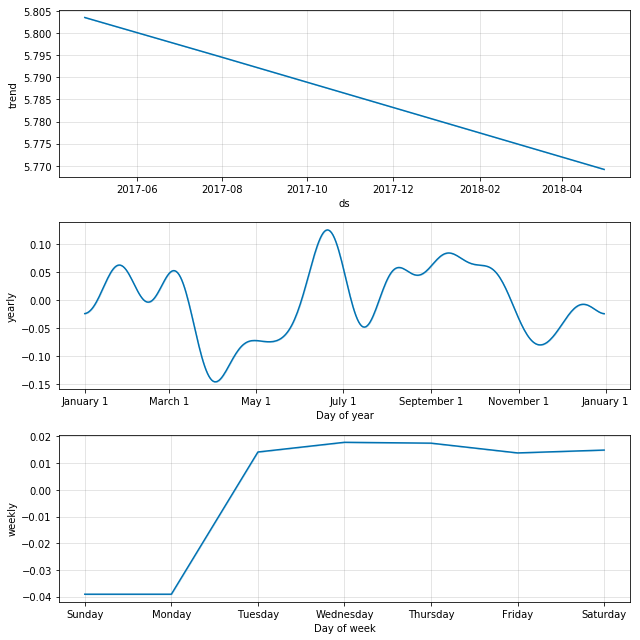 5.805
5.800
5.795
5.790
5.785
5.780
5.775
5.770
trend
2017-06 2017-08 2017-10 2017-12 2018-02 2018-04
ds
0.10
0.05
0.00
−0.05
−0.10
−0.15
yearly
January 1 March 1 May 1 July 1 September 1 November 1 January 1
Day of year
0.02
0.01
0.00
−0.01
−0.02
−0.03
−0.04
weekly
Sunday Monday Tuesday Wednesday Thursday Friday Saturday
Day of week